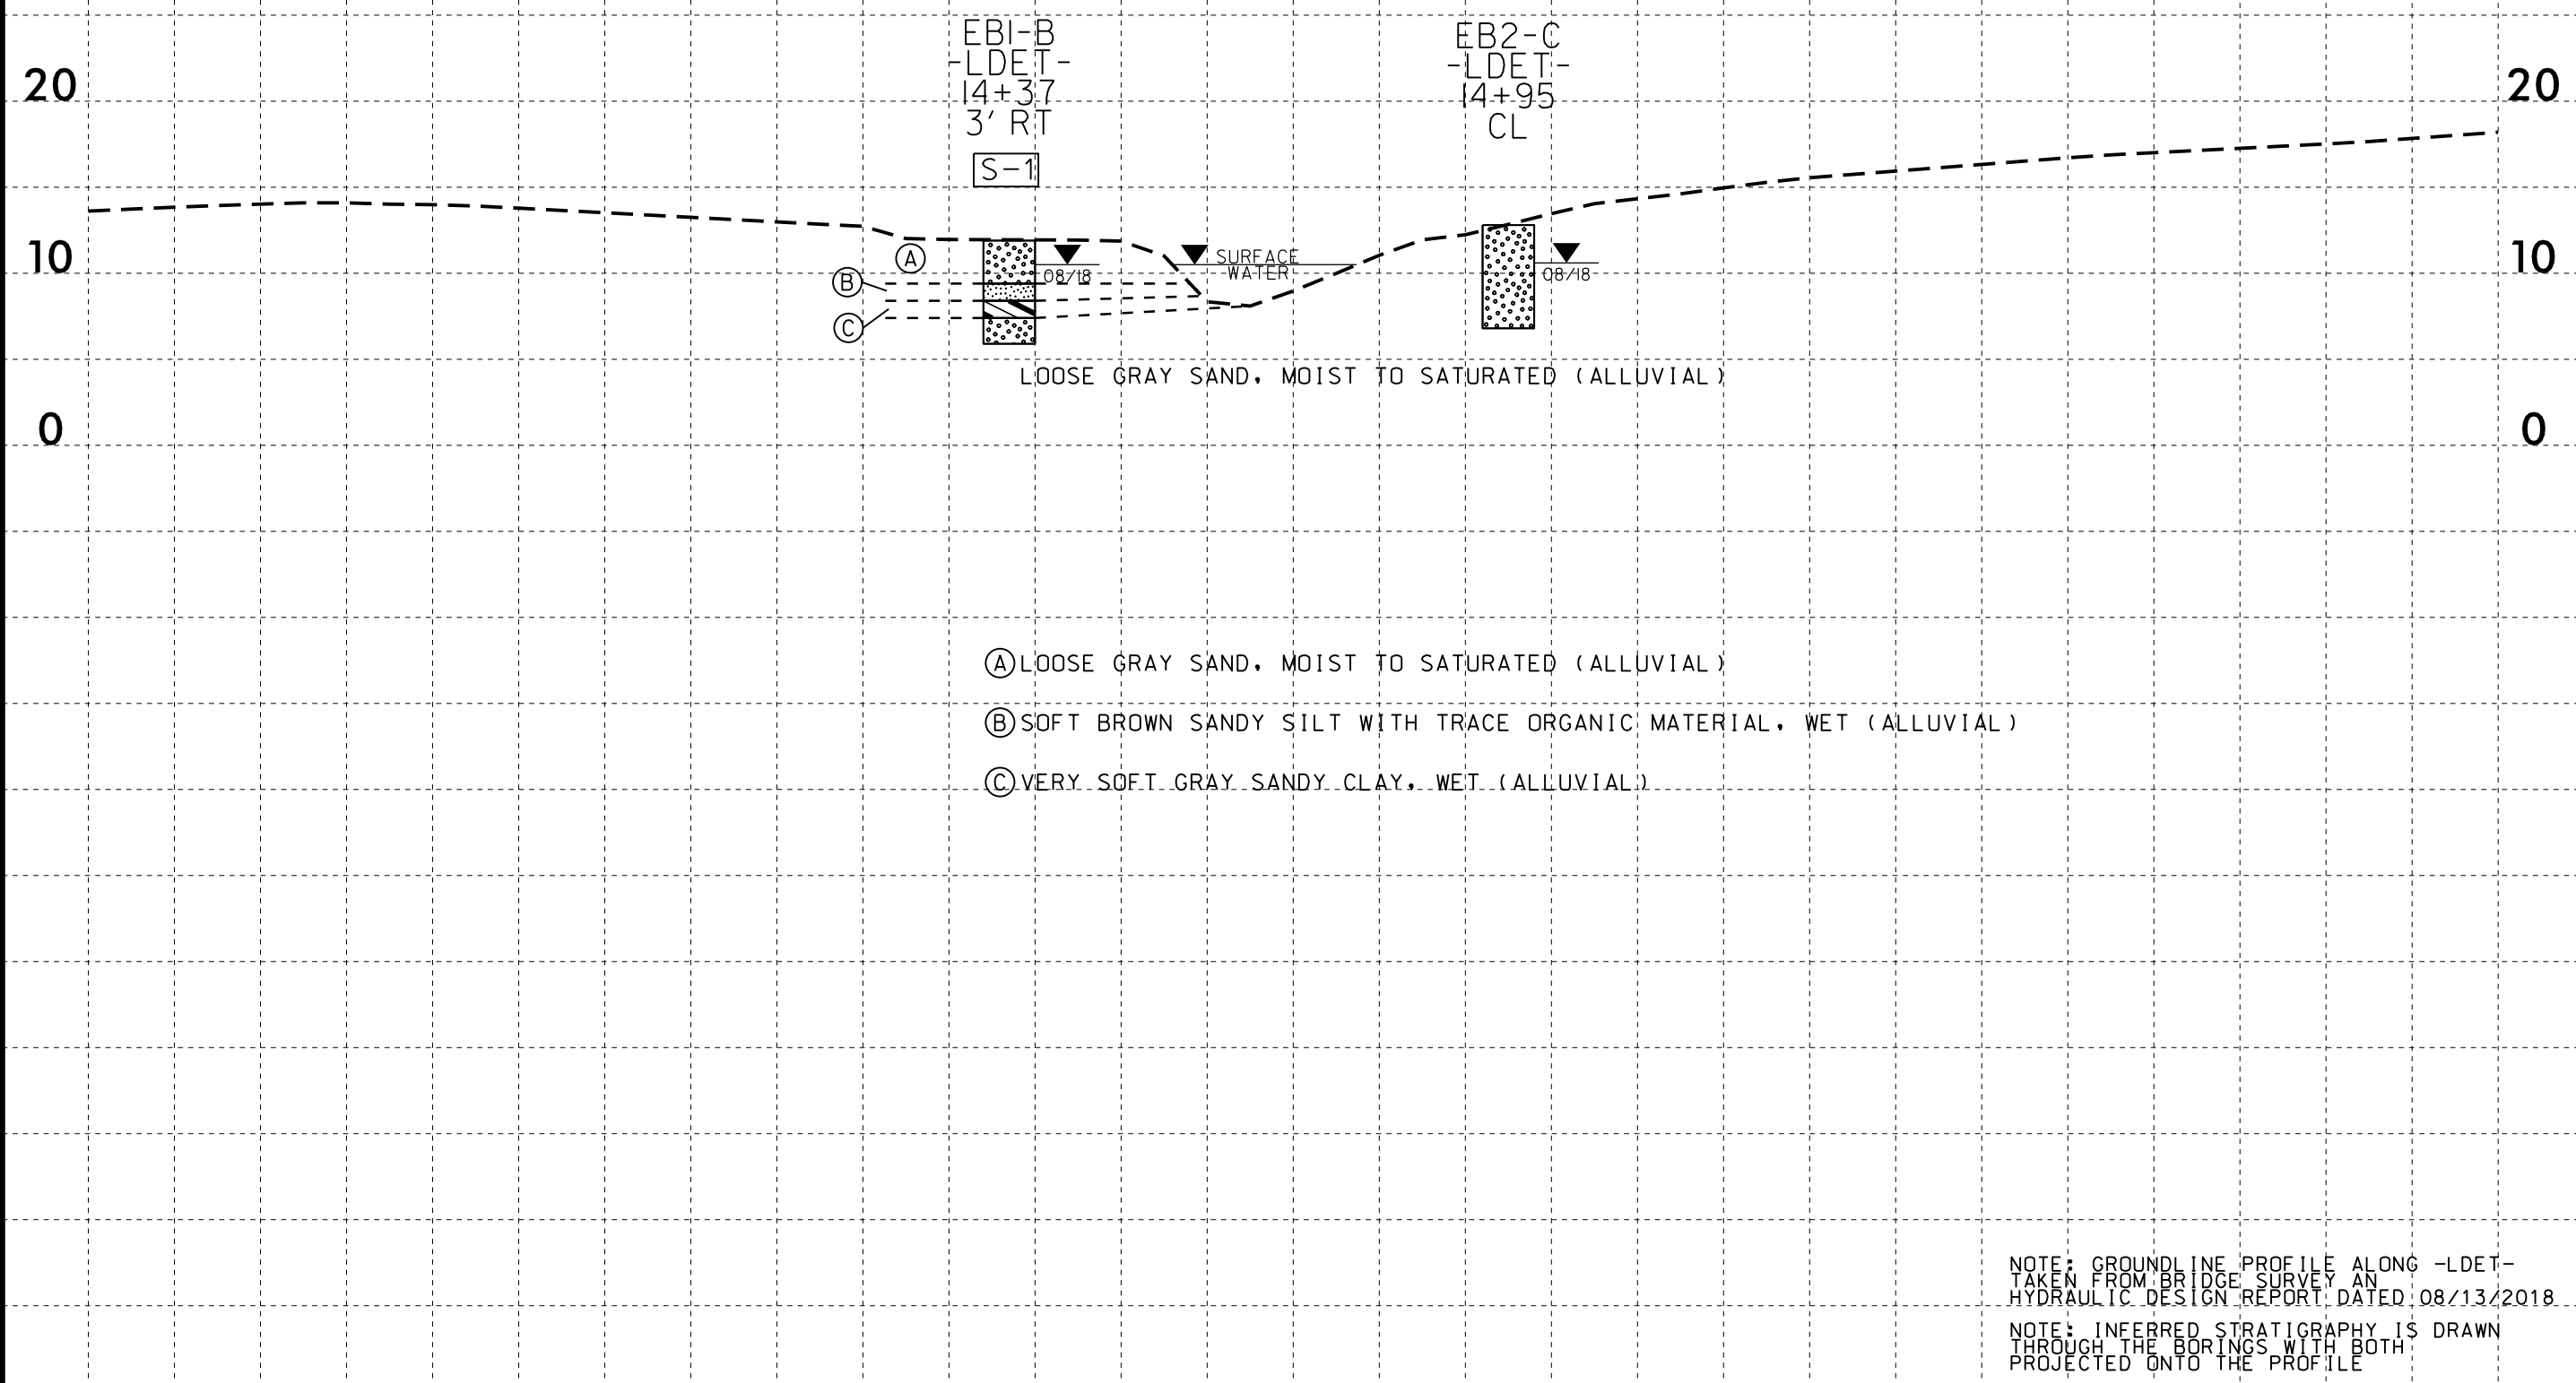 EB1-B
-LDET-
14+37
3' RT
S-1
EB2-C
-LDET-
14+95
CL
20
20
10
10
0
0
A
B
C
08/18
SURFACE
WATER
08/18
LOOSE GRAY SAND, MOIST TO SATURATED (ALLUVIAL)
A LOOSE GRAY SAND, MOIST TO SATURATED (ALLUVIAL)
B SOFT BROWN SANDY SILT WITH TRACE ORGANIC MATERIAL, WET (ALLUVIAL)
C VERY SOFT GRAY SANDY CLAY, WET (ALLUVIAL)
NOTE: GROUNDLINE PROFILE ALONG -LDET-
TAKEN FROM BRIDGE SURVEY AN
HYDRAULIC DESIGN REPORT DATED 08/13/2018
NOTE: INFERRED STRATIGRAPHY IS DRAWN
THROUGH THE BORINGS WITH BOTH
PROJECTED ONTO THE PROFILE